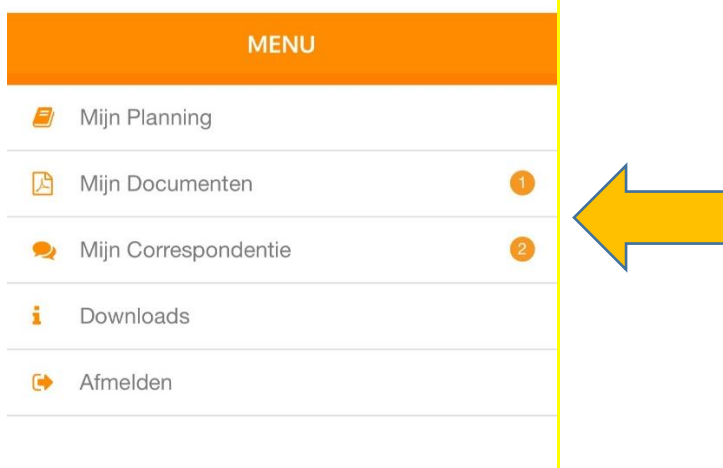 MENU
Mijn Planning
Mijn Documenten 1
Mijn Correspondentie 2
Downloads
Afmelden